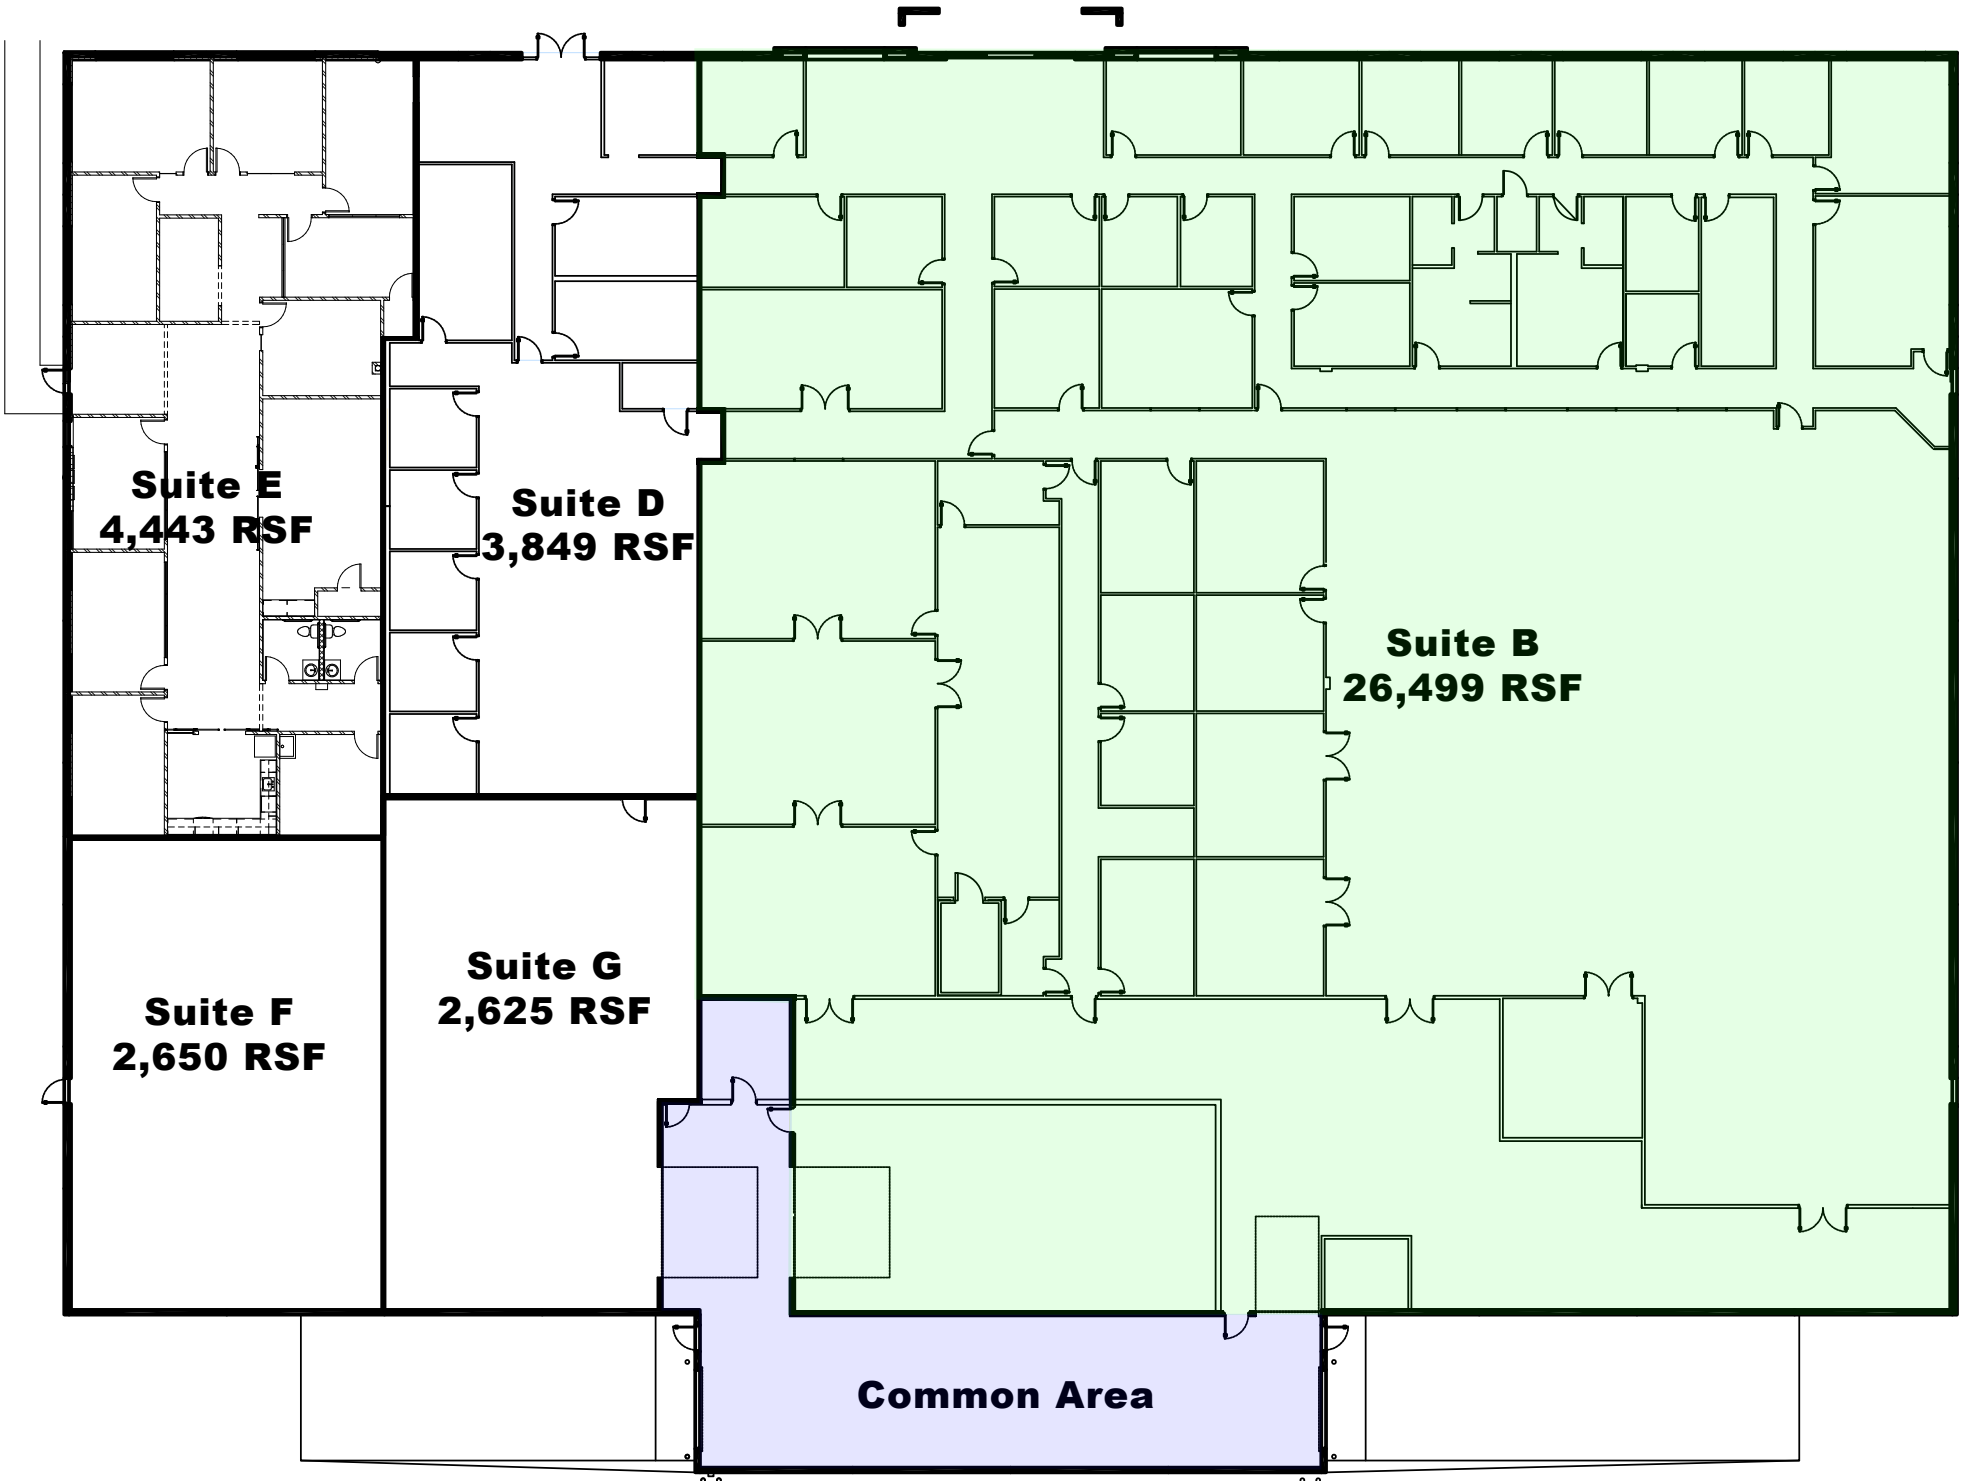 Suite E
4,443 RSF
Suite D
3,849 RSF
Suite B
26,499 RSF
Suite G
2,625 RSF
Suite F
2,650 RSF
Common Area